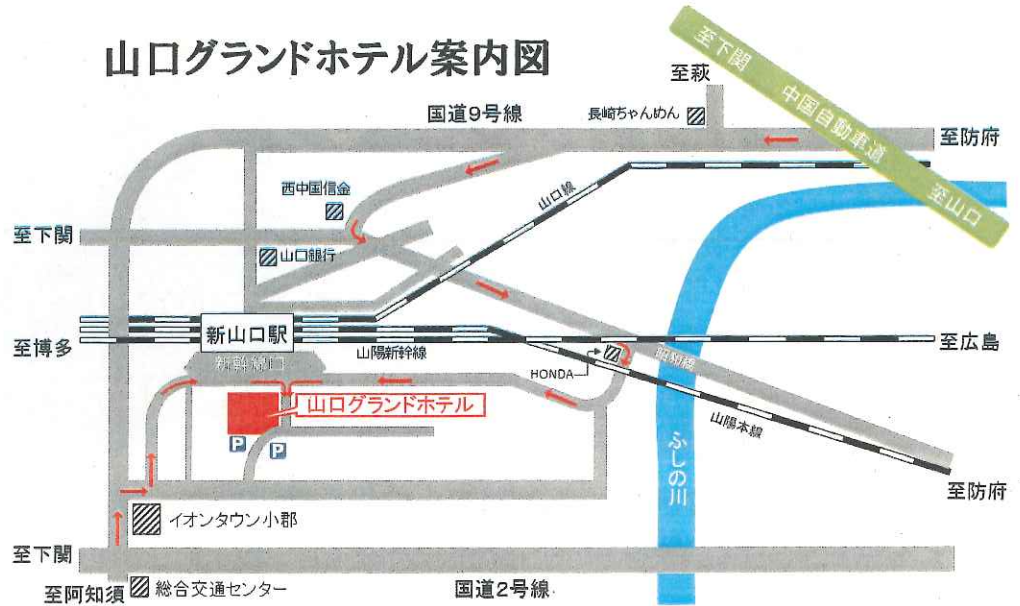 山口グランドホテル案内図
至下関
中国自動車道
至山口
至萩
国道9号線
長崎ちゃんめん
至防府
西中国信金
山口線
至下関
山口銀行
新山口駅
至博多
山陽新幹線
至広島
新幹線口
HONDA
山口グランドホテル
山陽本線
P
P
ふしの川
至防府
イオンタウン小郡
至下関
国道2号線
至阿知須
総合交通センター